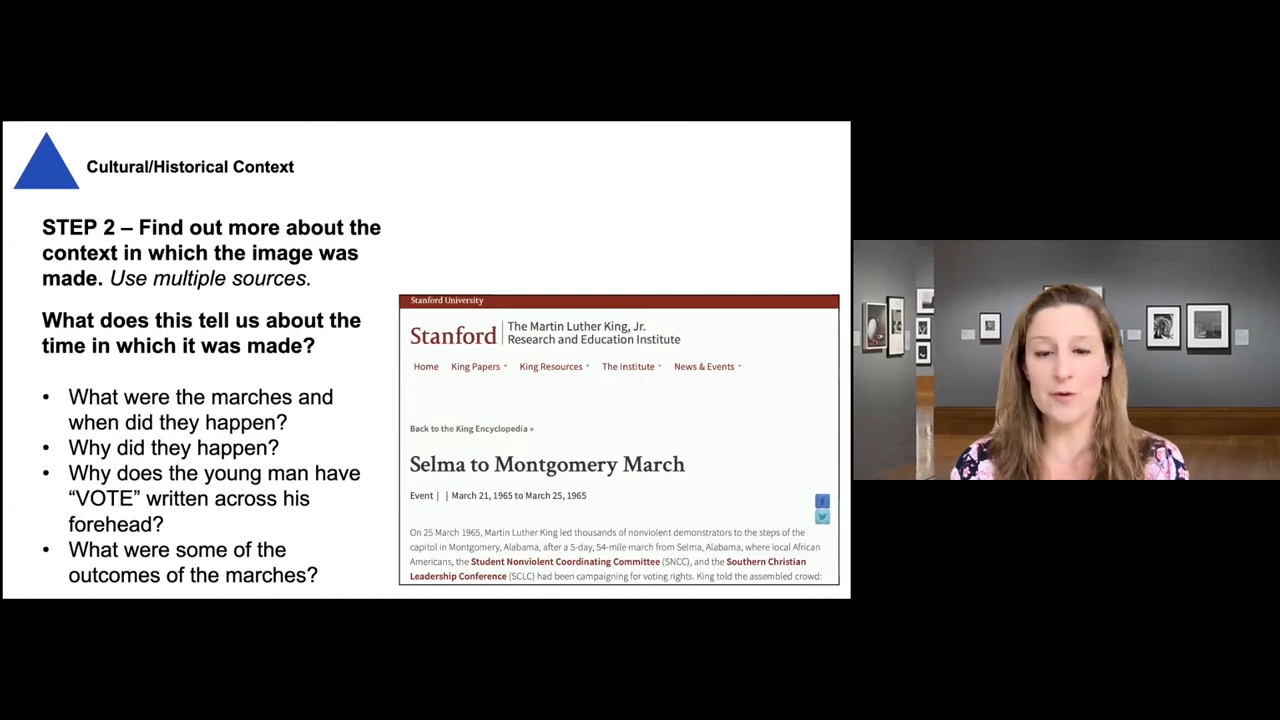 Cultural/Historical Context
STEP 2 – Find out more about the
context in which the image was
made. Use multiple sources.
What does this tell us about the
time in which it was made?
• What were the marches and
when did they happen?
• Why did they happen?
• Why does the young man have
“VOTE” written across his
forehead?
• What were some of the
outcomes of the marches?
Stanford University
Stanford
The Martin Luther King, Jr.
Research and Education Institute
Home King Papers King Resources The Institute News & Events
Back to the King Encyclopedia »
Selma to Montgomery March
Event | | March 21, 1965 to March 25, 1965
On 25 March 1965, Martin Luther King led thousands of nonviolent demonstrators to the steps of the
capitol in Montgomery, Alabama, after a 5-day, 54-mile march from Selma, Alabama, where local African
Americans, the Student Nonviolent Coordinating Committee (SNCC), and the Southern Christian
Leadership Conference (SCLC) had been campaigning for voting rights. King told the assembled crowd: